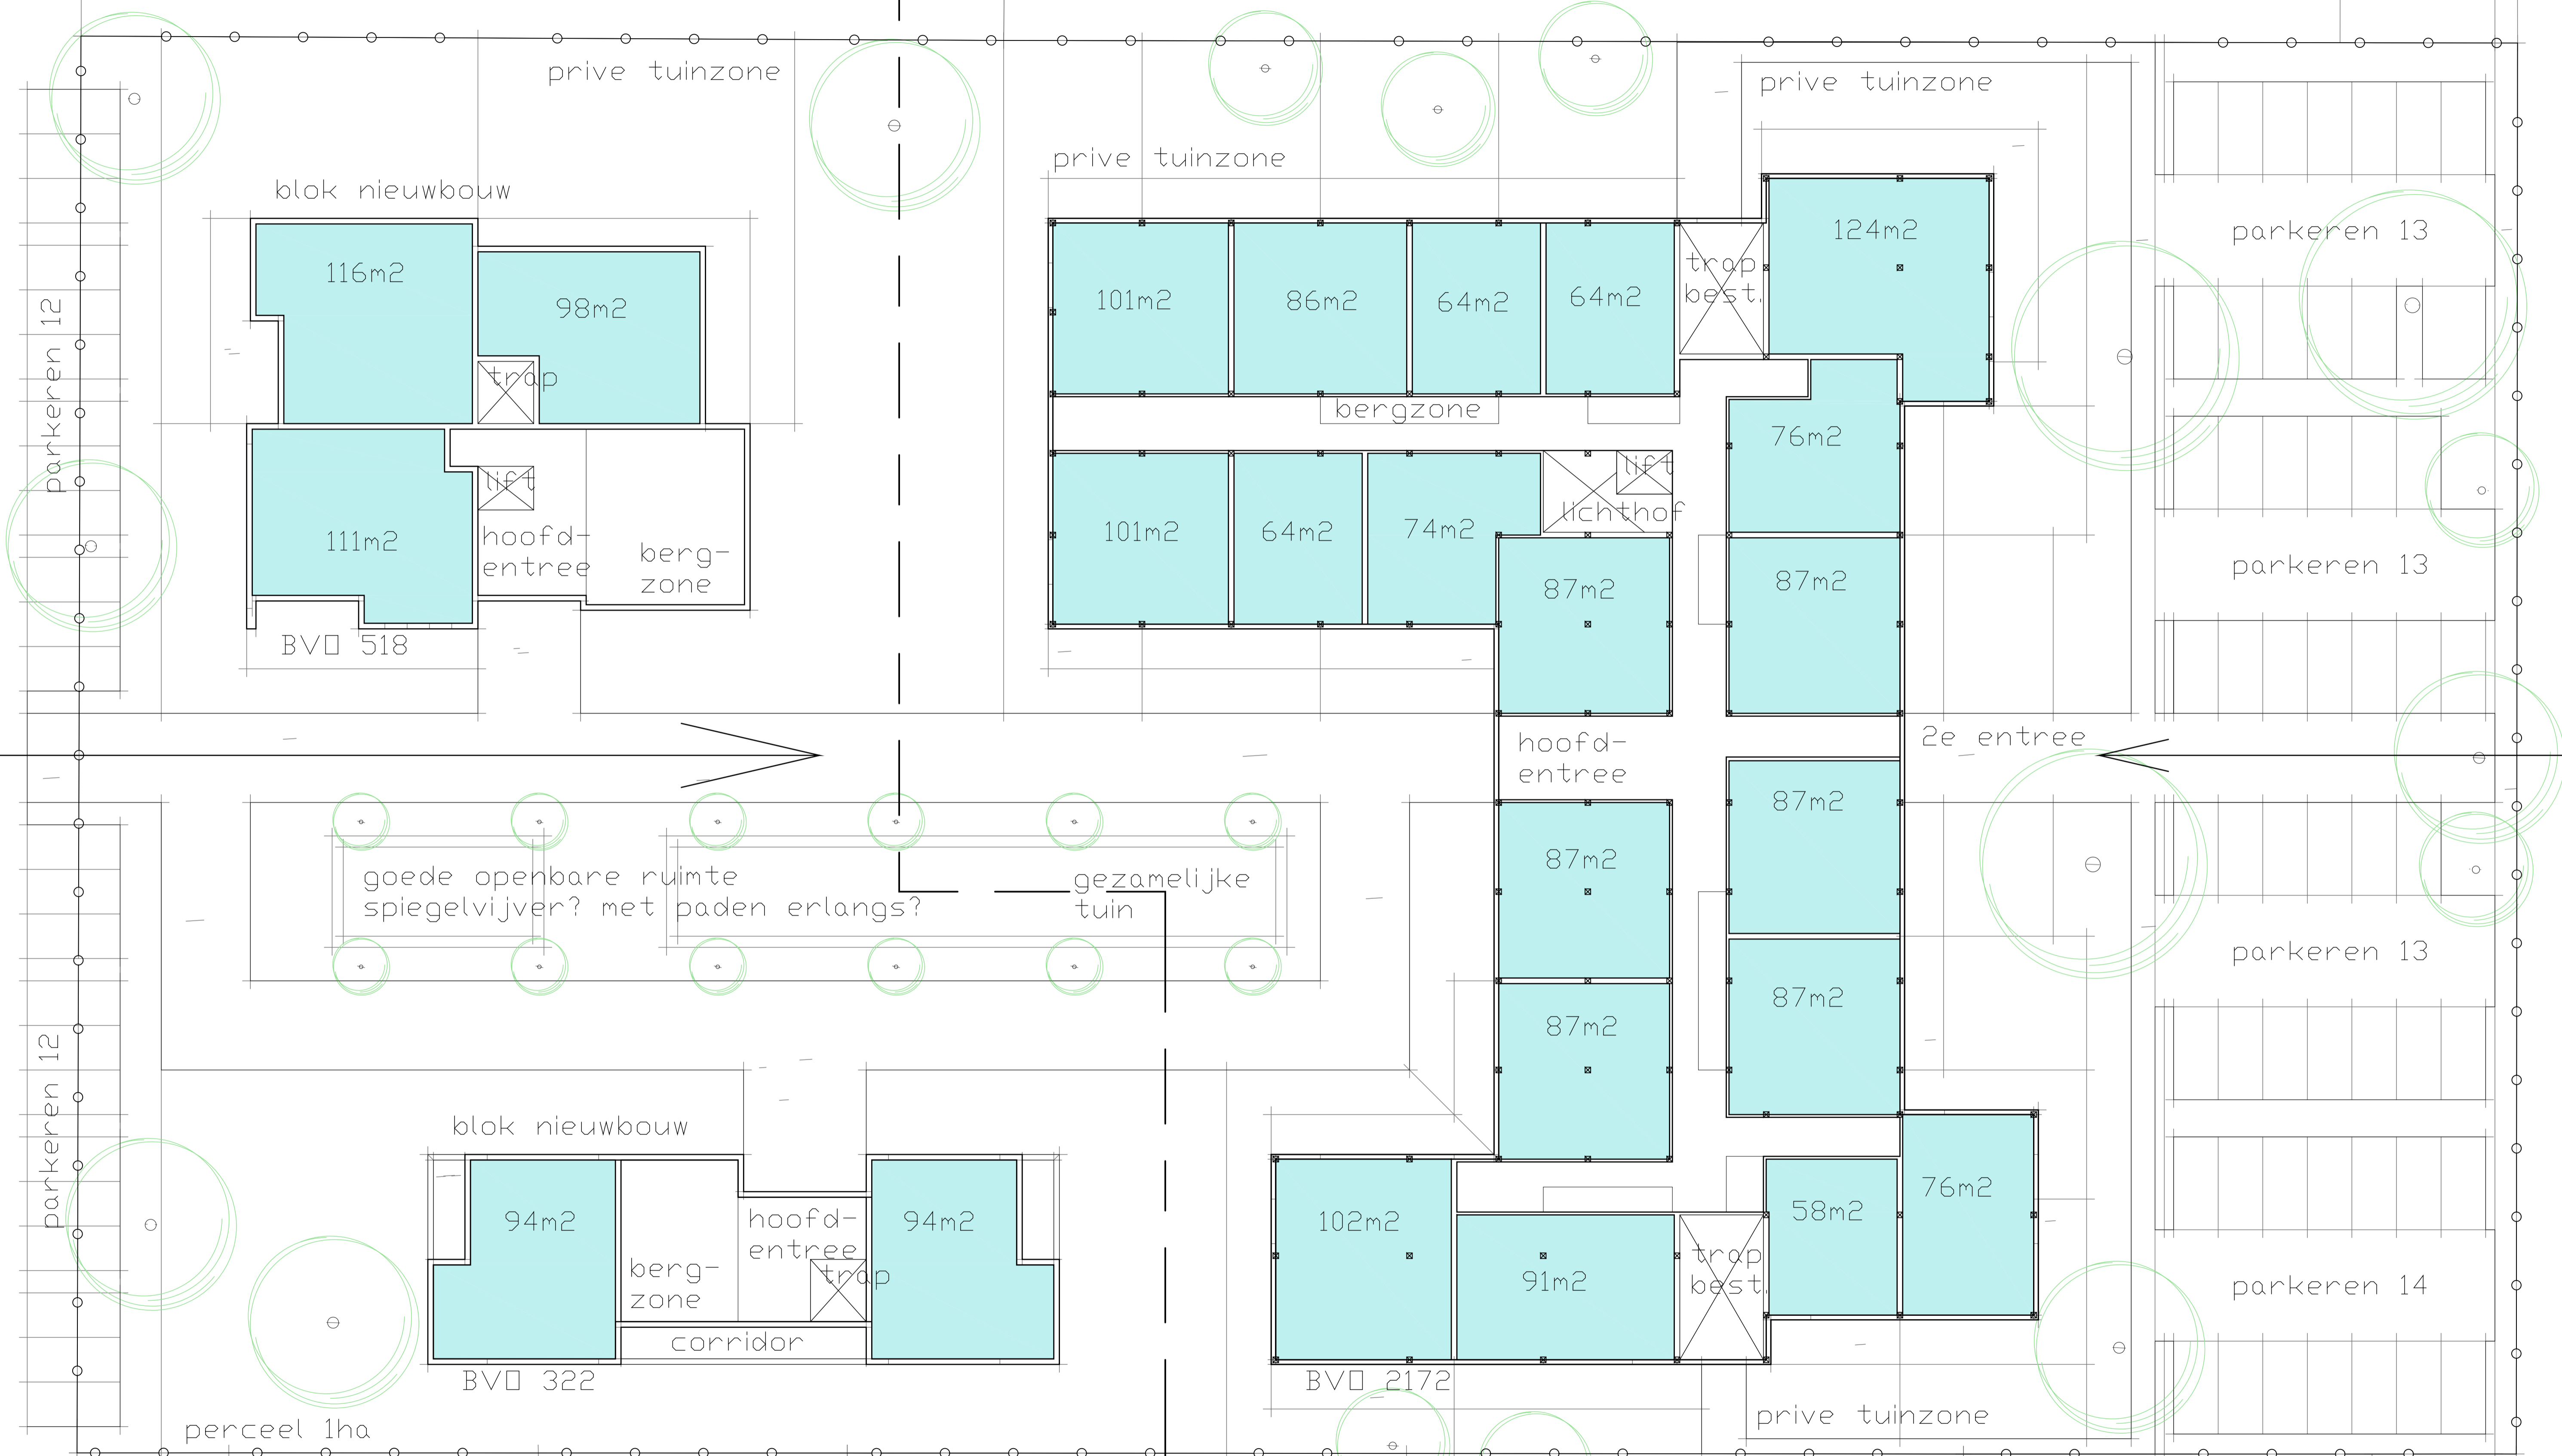 prive tuinzone
prive tuinzone
prive tuinzone
blok nieuwbouw
116m2
98m2
trap
parkeren 12
111m2
lift
hoofd-
entree
berg-
zone
BVO 518
101m2
86m2
64m2
64m2
trap
best.
124m2
bergzone
76m2
101m2
64m2
74m2
lift
lichthof
87m2
87m2
parkeren 13
parkeren 13
hoofd-
entree
2e entree
goede openbare ruimte
spiegelvijver? met paden erlangs?
gezamelijke
tuin
87m2
87m2
87m2
87m2
parkeren 13
parkeren 12
blok nieuwbouw
94m2
berg-
zone
hoofd-
entree
trap
94m2
corridor
BVO 322
perceel 1ha
102m2
91m2
trap
best.
58m2
76m2
BVO 2172
prive tuinzone
parkeren 14